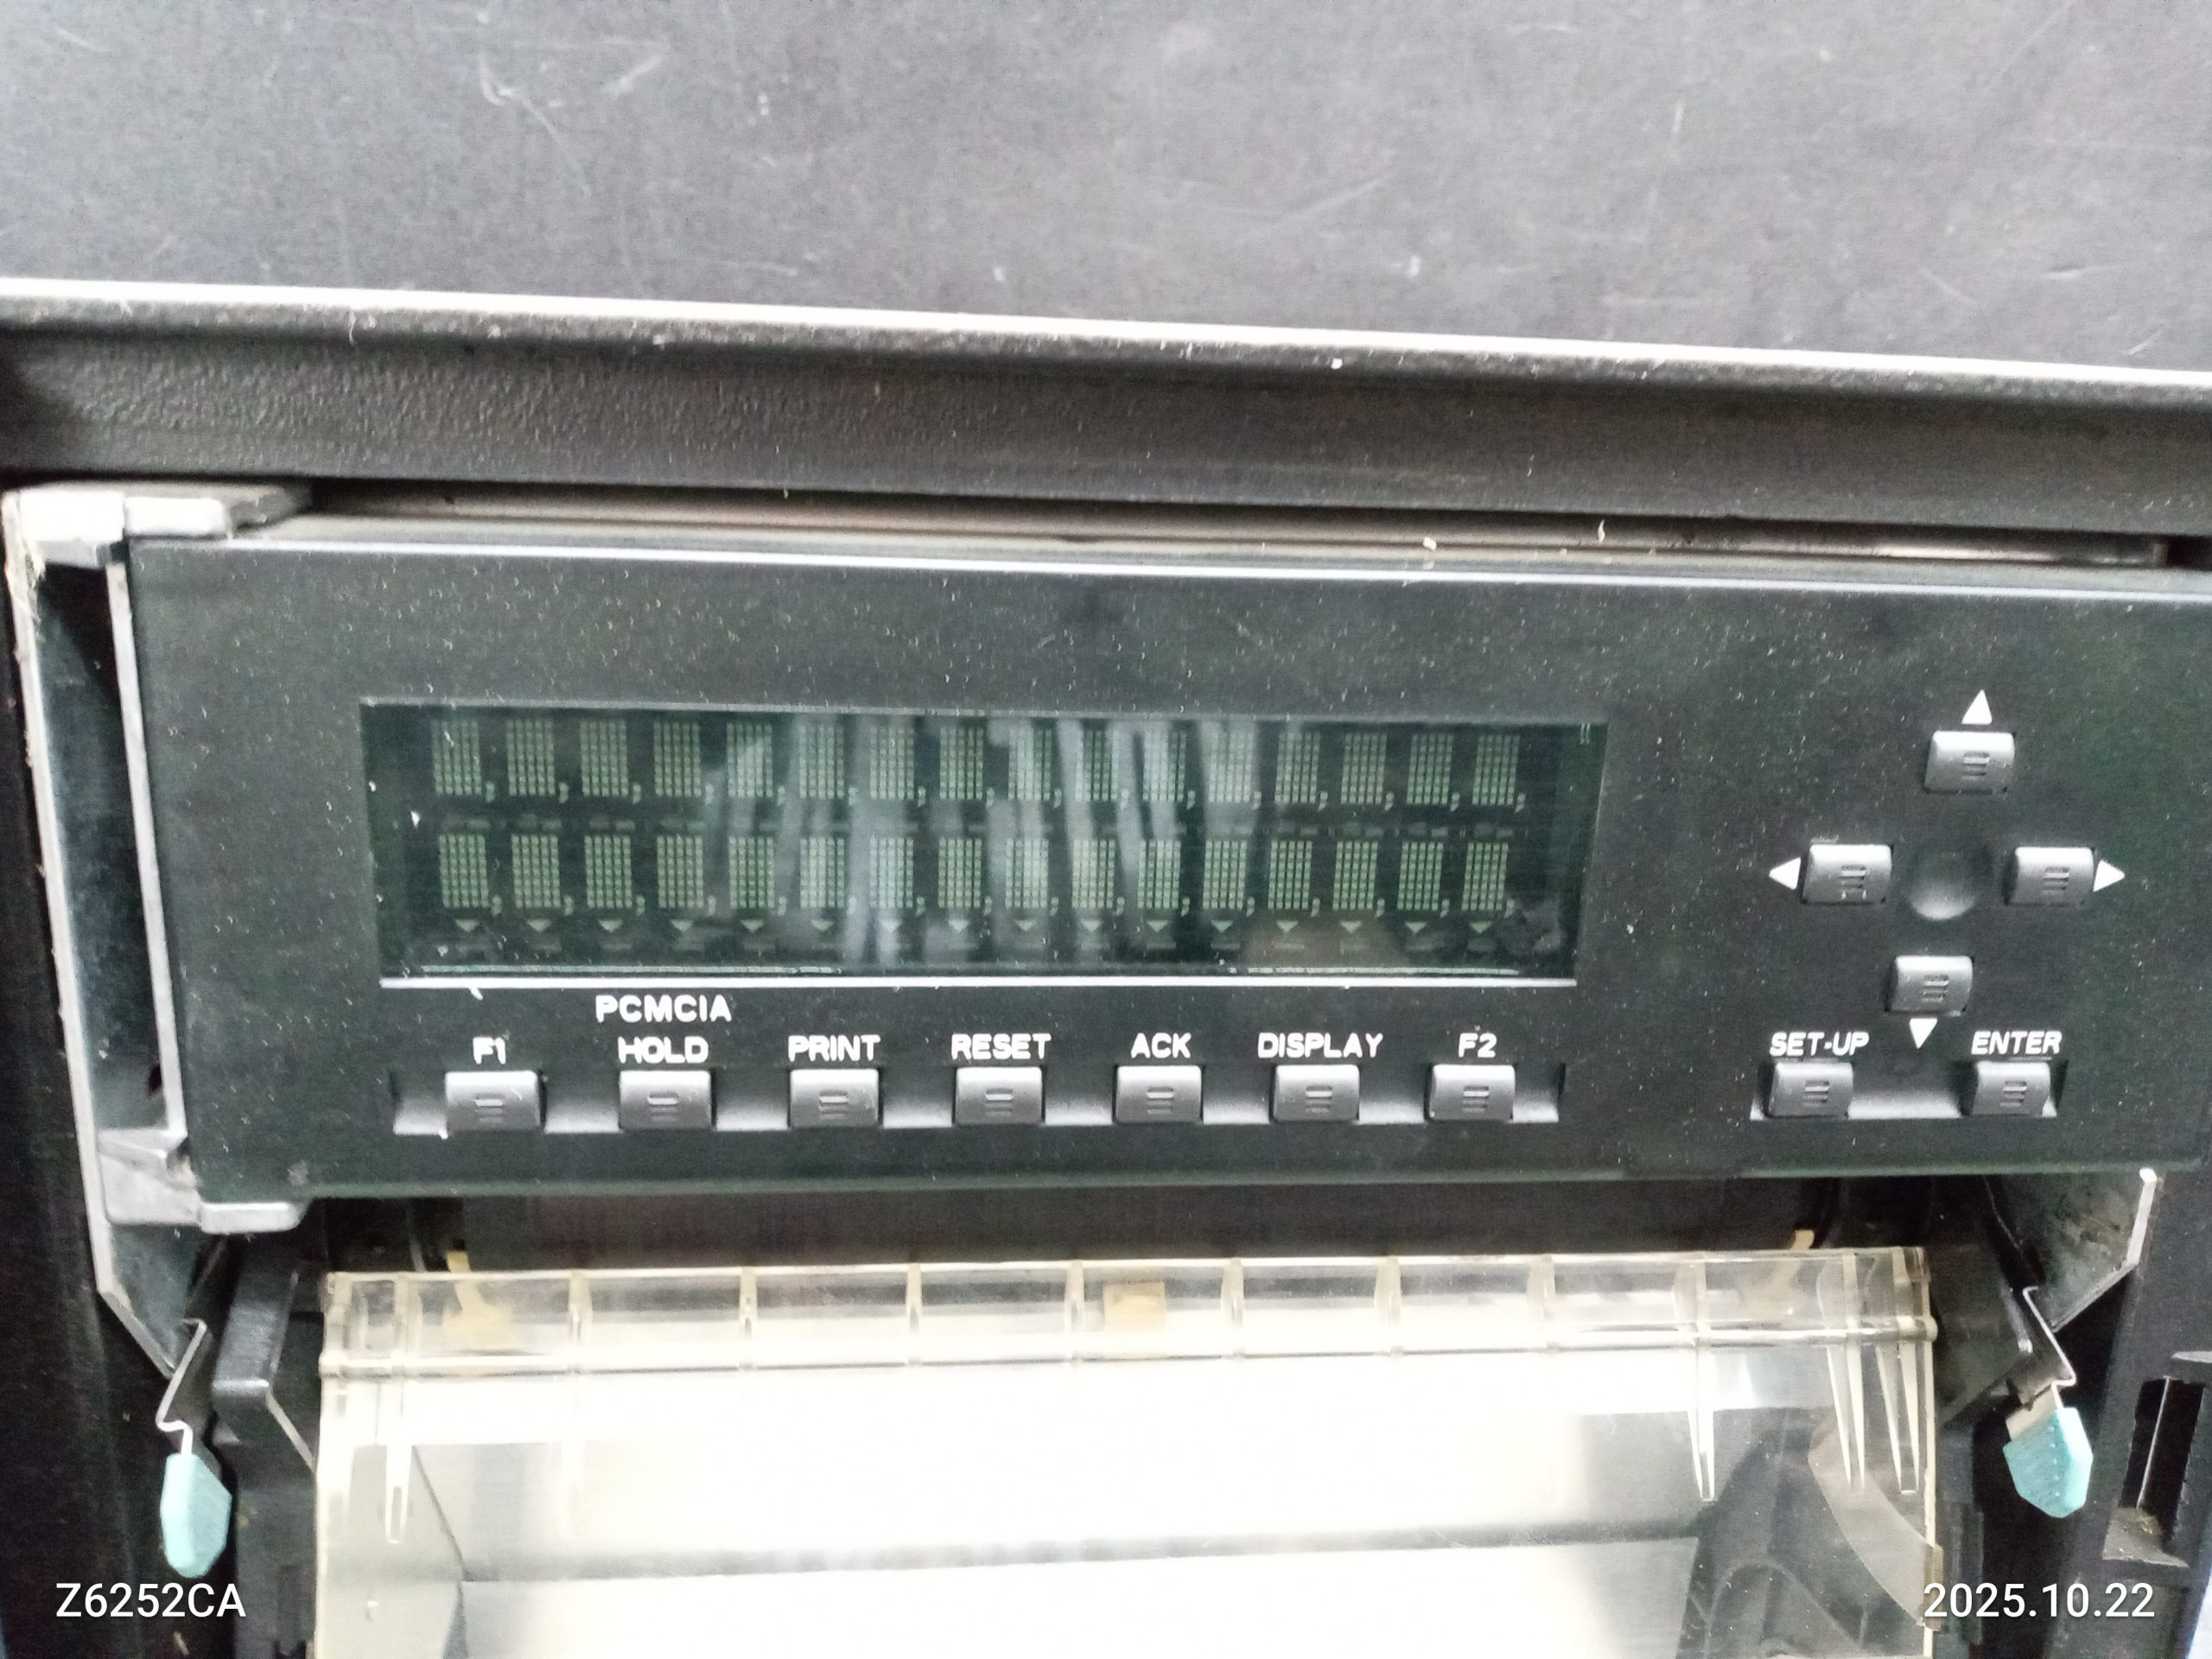 PCMCIA
F1 HOLD PRINT RESET ACK DISPLAY F2 SET-UP ENTER
Z6252CA 2025.10.22